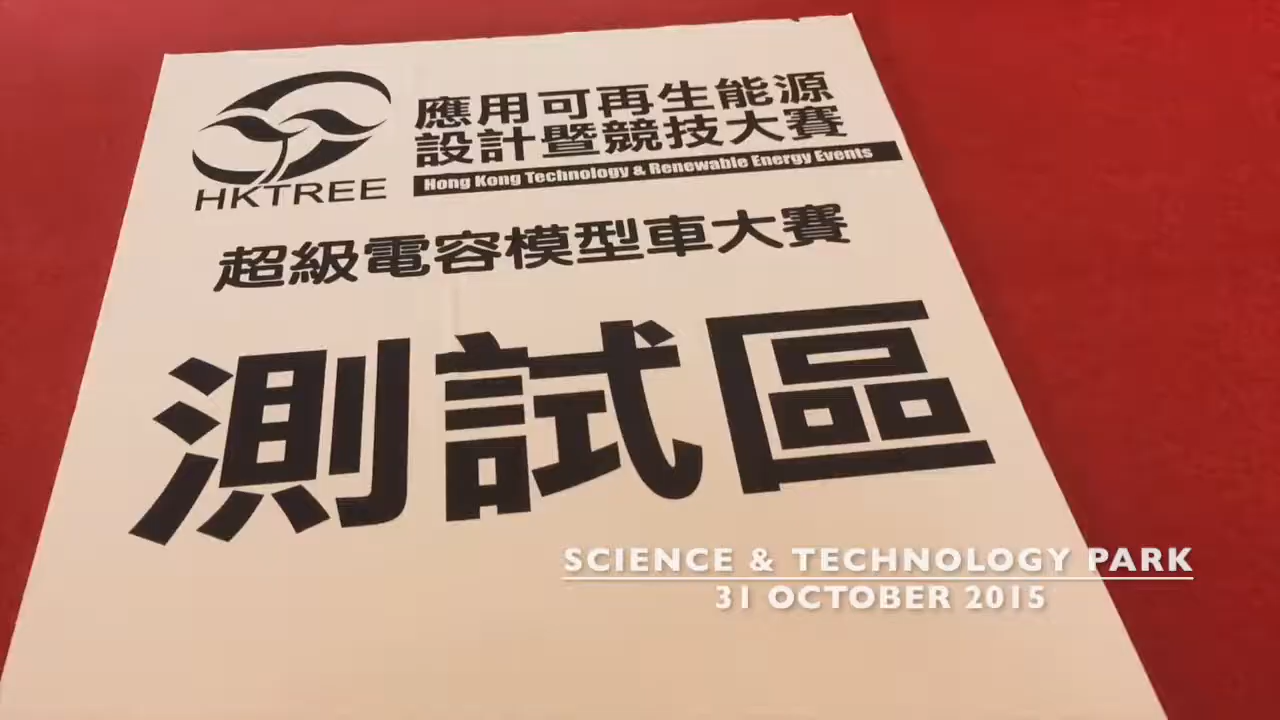 應用可再生能源
設計暨競技大賽
Hong Kong Technology & Renewable Energy Events
HKTREE
超級電容模型車大賽
測試區
SCIENCE & TECHNOLOGY PARK
31 OCTOBER 2015